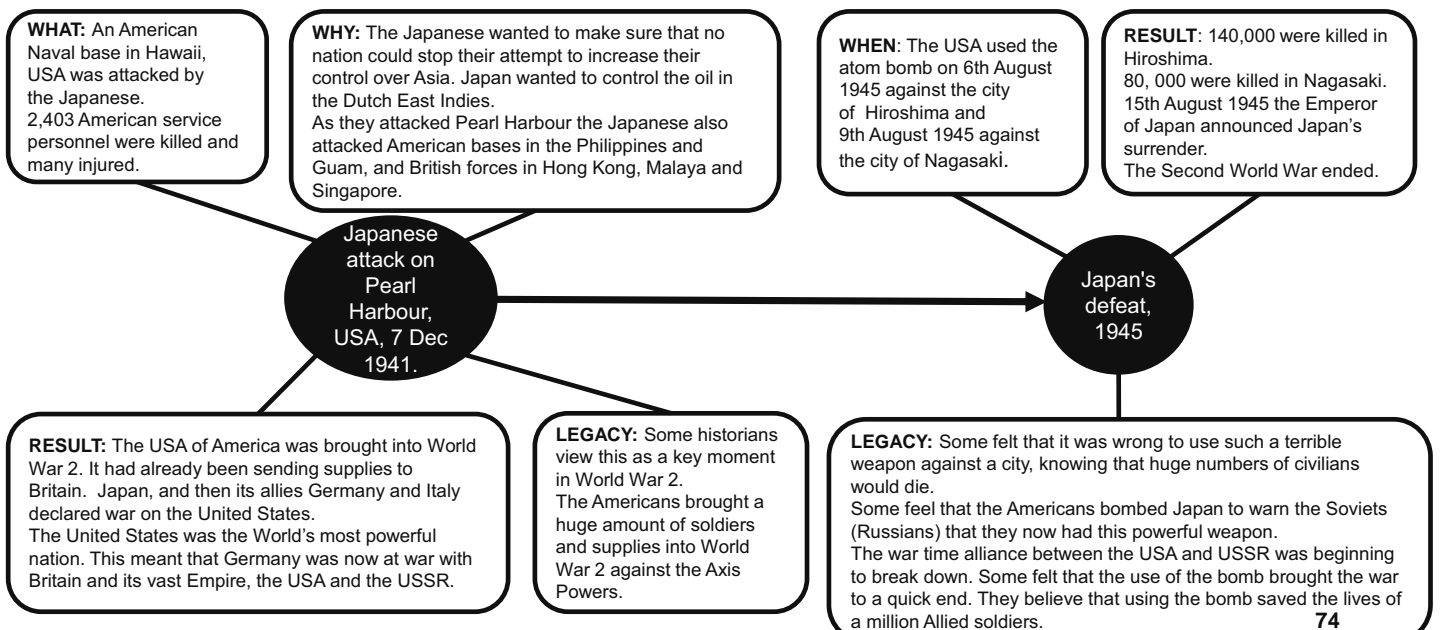 WHAT: An American
Naval base in Hawaii,
USA was attacked by
the Japanese.
2,403 American service
personnel were killed and
many injured.
WHY: The Japanese wanted to make sure that no
nation could stop their attempt to increase their
control over Asia. Japan wanted to control the oil in
the Dutch East Indies.
As they attacked Pearl Harbour the Japanese also
attacked American bases in the Philippines and
Guam, and British forces in Hong Kong, Malaya and
Singapore.
WHEN: The USA used the
atom bomb on 6th August
1945 against the city
of Hiroshima and
9th August 1945 against
the city of Nagasaki.
RESULT: 140,000 were killed in
Hiroshima.
80, 000 were killed in Nagasaki.
15th August 1945 the Emperor
of Japan announced Japan's
surrender.
The Second World War ended.
Japanese
attack on
Pearl
Harbour,
USA, 7 Dec
1941.
Japan's
defeat,
1945
RESULT: The USA of America was brought into World
War 2. It had already been sending supplies to
Britain. Japan, and then its allies Germany and Italy
declared war on the United States.
The United States was the World's most powerful
nation. This meant that Germany was now at war with
Britain and its vast Empire, the USA and the USSR.
LEGACY: Some historians
view this as a key moment
in World War 2.
The Americans brought a
huge amount of soldiers
and supplies into World
War 2 against the Axis
Powers.
LEGACY: Some felt that it was wrong to use such a terrible
weapon against a city, knowing that huge numbers of civilians
would die.
Some feel that the Americans bombed Japan to warn the Soviets
(Russians) that they now had this powerful weapon.
The war time alliance between the USA and USSR was beginning
to break down. Some felt that the use of the bomb brought the war
to a quick end. They believe that using the bomb saved the lives of
a million Allied soldiers.
74